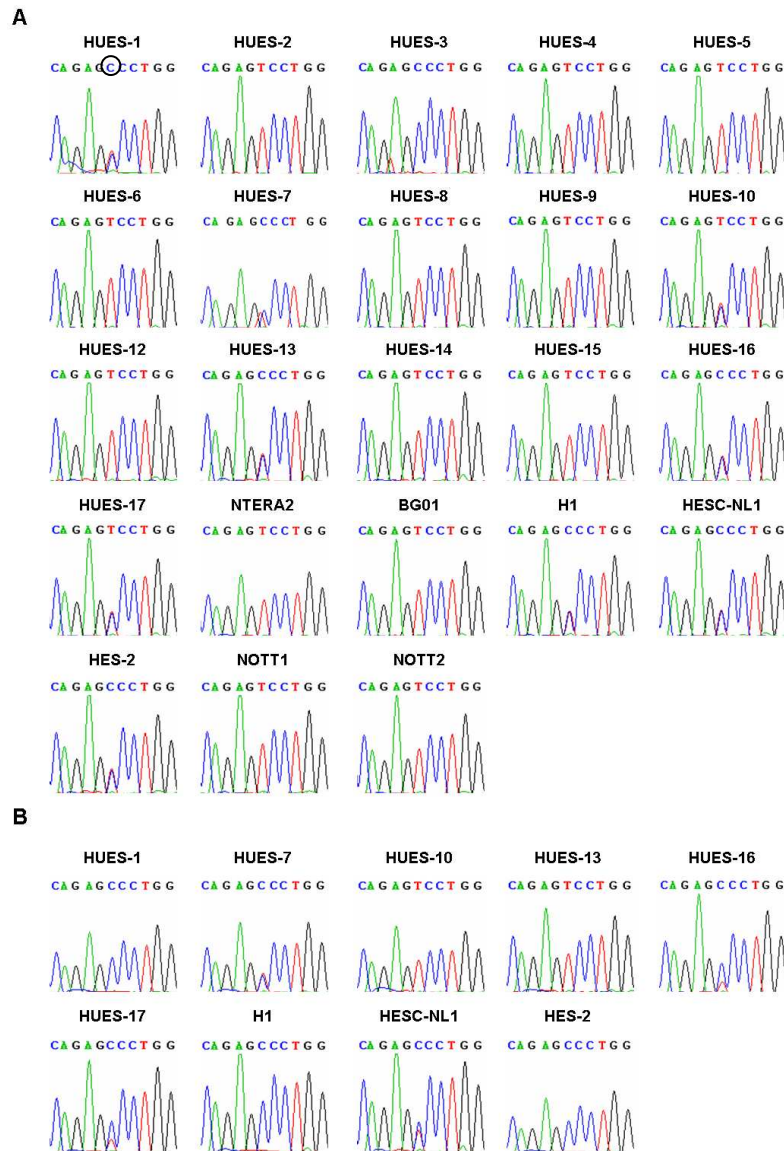 A
HUES-1 HUES-2 HUES-3 HUES-4 HUES-5
CAGAGCCCTGG CAGAGTCCTGG CAGAGCCCTGG CAGAGTCCTGG CAGAGTCCTGG
HUES-6 HUES-7 HUES-8 HUES-9 HUES-10
CAGAGTCCTGG CAGAGCCCT GG CAGAGTCCTGG CAGAGTCCTGG CAGAGTCCTGG
HUES-12 HUES-13 HUES-14 HUES-15 HUES-16
CAGAGTCCTGG CAGAGCCCTGG CAGAGTCCTGG CAGAGTCCTGG CAGAGCCCTGG
HUES-17 NTERA2 BG01 H1 HESC-NL1
CAGAGTCCTGG CAGAGTCCTGG CAGAGTCCTGG CAGAGCCCTGG CAGAGCCCTGG
HES-2 NOTT1 NOTT2
CAGAGCCCTGG CAGAGTCCTGG CAGAGTCCTGG
B
HUES-1 HUES-7 HUES-10 HUES-13 HUES-16
CAGAGCCCTGG CAGAGCCCTGG CAGAGTCCTGG CAGAGTCCTGG CAGAGCCCTGG
HUES-17 H1 HESC-NL1 HES-2
CAGAGCCCTGG CAGAGCCCTGG CAGAGCCCTGG CAGAGCCCTGG